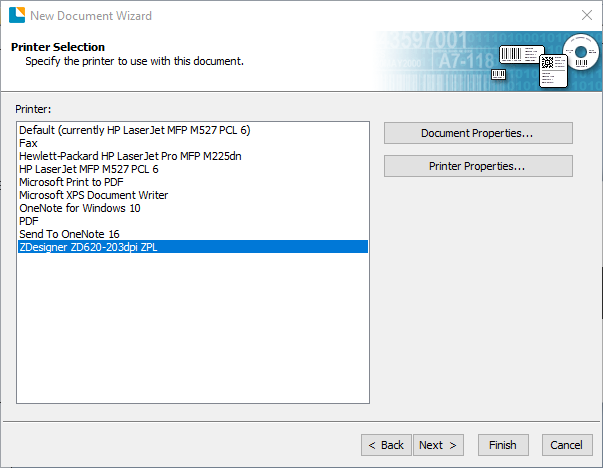 New Document Wizard
Printer Selection
Specify the printer to use with this document.
3597001
A7-118
Printer:
Default (currently HP LaserJet MFP M527 PCL 6)
Fax
Hewlett-Packard HP LaserJet Pro MFP M225dn
HP LaserJet MFP M527 PCL 6
Microsoft Print to PDF
Microsoft XPS Document Writer
OneNote for Windows 10
PDF
Send To OneNote 16
ZDesigner ZD620-203dpi ZPL
Document Properties...
Printer Properties...
< Back
Next >
Finish
Cancel